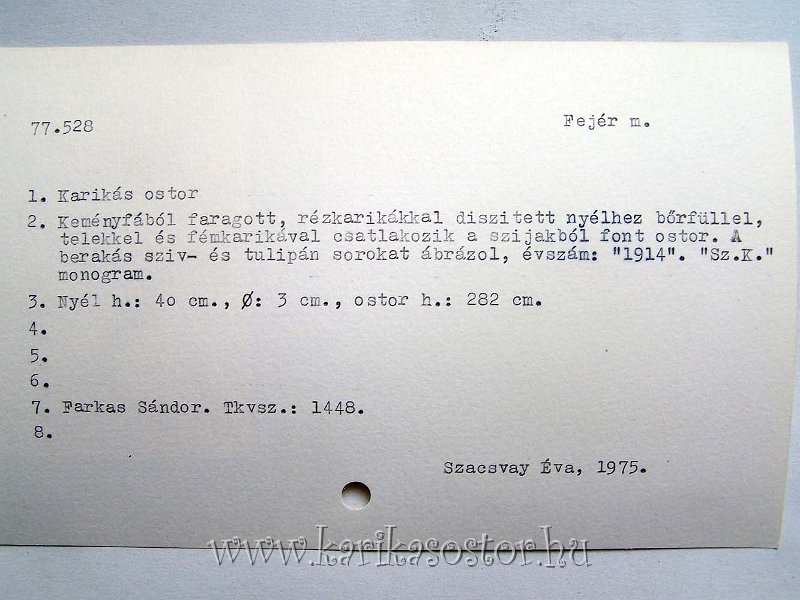 77.528
Fejér m.
1. Karikás ostor
2. Keményfából faragott, rézkarikákkal diszitett nyélhez bőrfüllel,
telekkel és fémkarikával csatlakozik a szijakból font ostor. A
berakás sziv- és tulipán sorokat ábrázol, évszám: "1914". "Sz.K."
monogram.
3. Nyél h.: 4o cm., Ø: 3 cm., ostor h.: 282 cm.
4.
5.
6.
7. Farkas Sándor. Tkvsz.: 1448.
8.
Szacsvay Éva, 1975.
www.karikasostor.hu